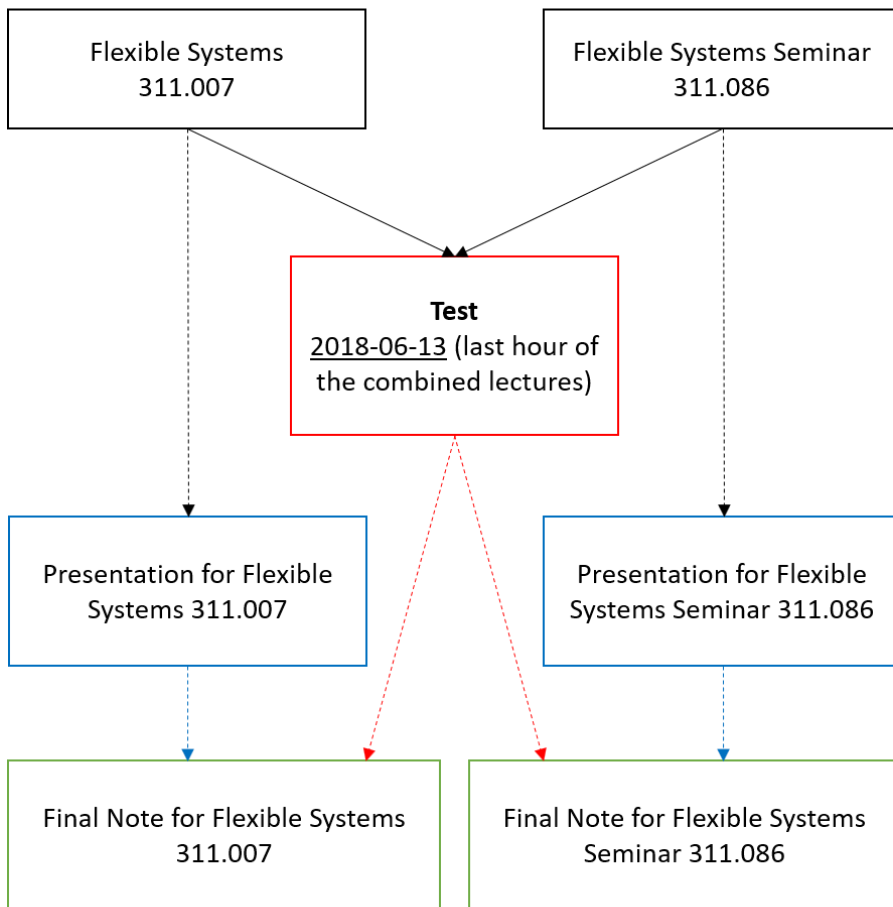 Flexible Systems
311.007
Flexible Systems Seminar
311.086
Test
2018-06-13 (last hour of
the combined lectures)
Presentation for Flexible
Systems 311.007
Presentation for Flexible
Systems Seminar 311.086
Final Note for Flexible Systems
311.007
Final Note for Flexible Systems
Seminar 311.086